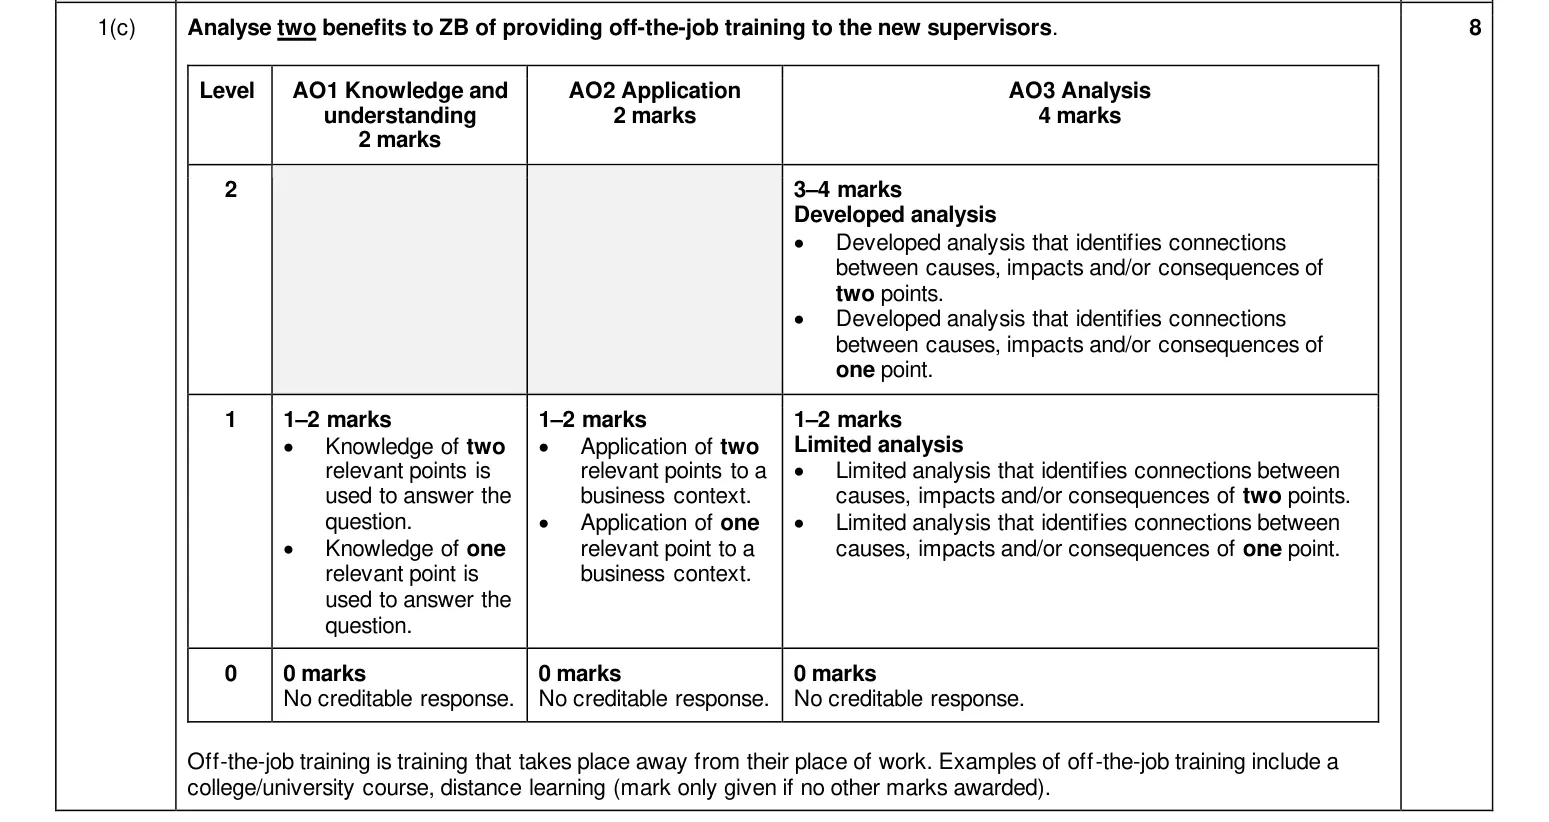 1(c)
Analyse two benefits to ZB of providing off-the-job training to the new supervisors.
8
Level
AO1 Knowledge and
understanding
2 marks
AO2 Application
2 marks
AO3 Analysis
4 marks
2
3–4 marks
Developed analysis
• Developed analysis that identifies connections
between causes, impacts and/or consequences of
two points.
• Developed analysis that identifies connections
between causes, impacts and/or consequences of
one point.
1
1–2 marks
• Knowledge of two
relevant points is
used to answer the
question.
• Knowledge of one
relevant point is
used to answer the
question.
1–2 marks
• Application of two
relevant points to a
business context.
• Application of one
relevant point to a
business context.
1–2 marks
Limited analysis
• Limited analysis that identifies connections between
causes, impacts and/or consequences of two points.
• Limited analysis that identifies connections between
causes, impacts and/or consequences of one point.
0
0 marks
No creditable response.
0 marks
No creditable response.
0 marks
No creditable response.
Off-the-job training is training that takes place away from their place of work. Examples of off-the-job training include a
college/university course, distance learning (mark only given if no other marks awarded).